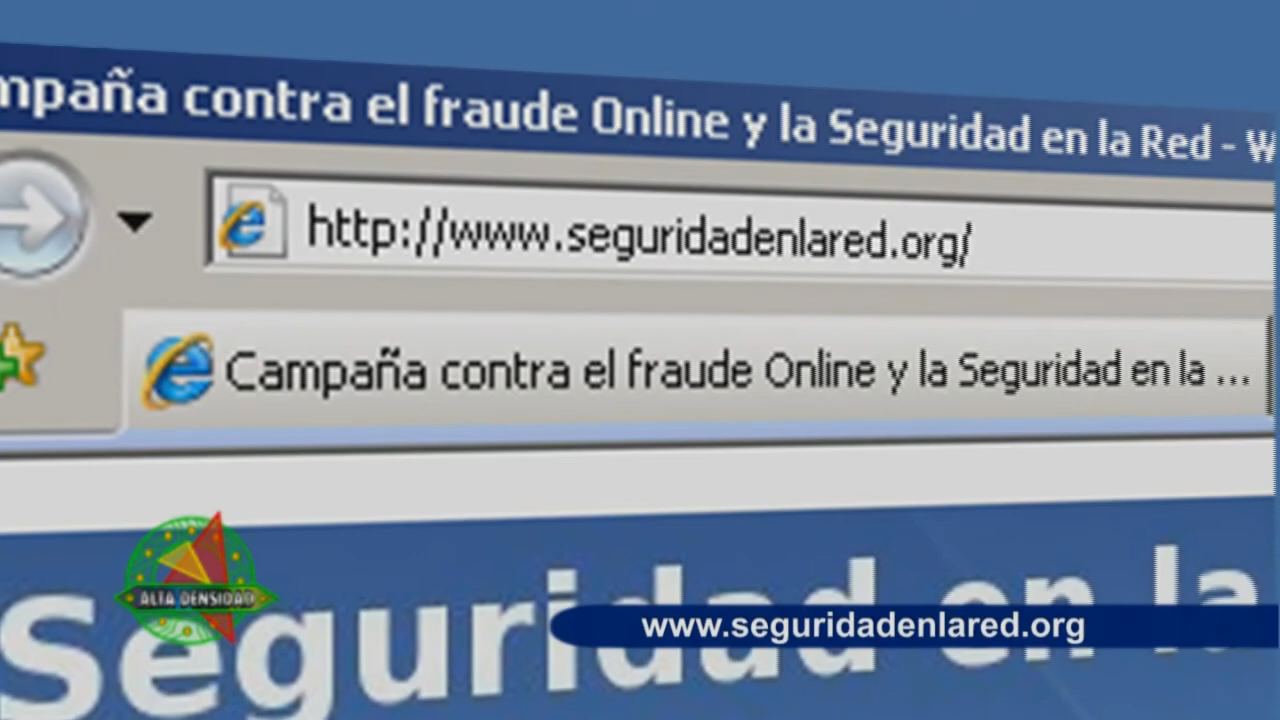 mpaña contra el fraude Online y la Seguridad en la Red - W
http://www.seguridadenlared.org/
Campaña contra el fraude Online y la Seguridad en la ...
Seguridad en la
ALTA DENSIDAD
www.seguridadenlared.org